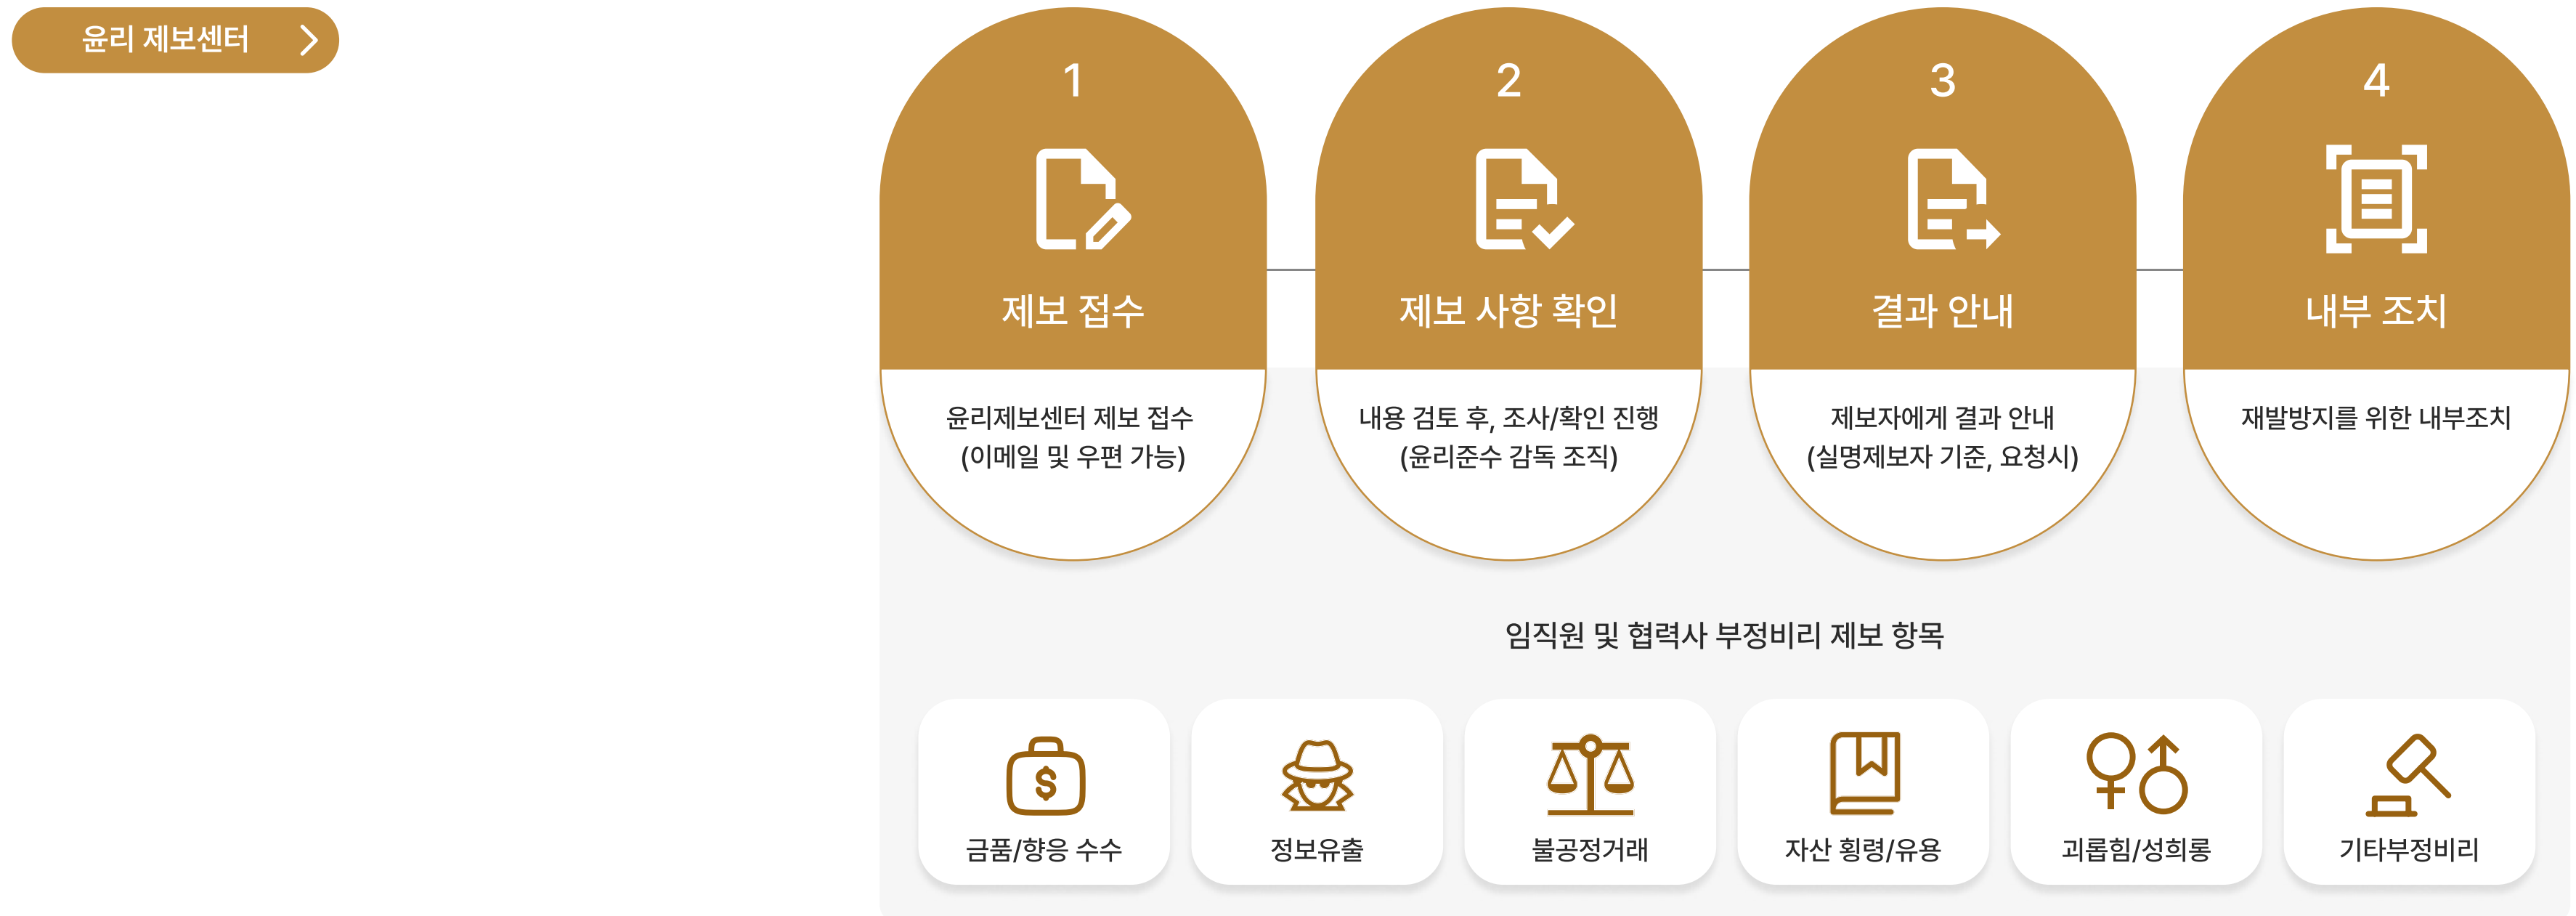 윤리 제보센터
1
제보 접수
윤리제보센터 제보 접수
(이메일 및 우편 가능)
2
제보 사항 확인
내용 검토 후, 조사/확인 진행
(윤리준수 감독 조직)
3
결과 안내
제보자에게 결과 안내
(실명제보자 기준, 요청시)
4
내부 조치
재발방지를 위한 내부조치
임직원 및 협력사 부정비리 제보 항목
금품/향응 수수
정보유출
불공정거래
자산 횡령/유용
괴롭힘/성희롱
기타부정비리